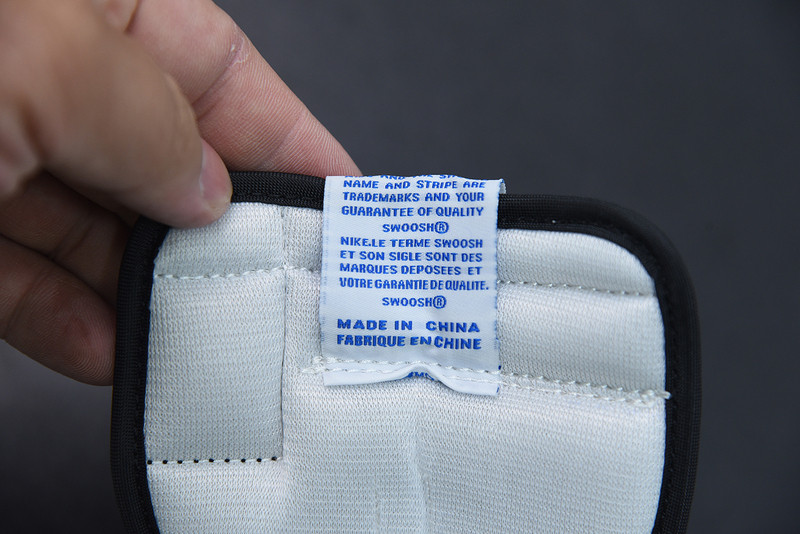 NAME AND STRIPE ARE
TRADEMARKS AND YOUR
GUARANTEE OF QUALITY
SWOOSH®
NIKE.LE TERME SWOOSH
ET SON SIGLE SONT DES
MARQUES DEPOSEES ET
VOTRE GARANTIE DE QUALITE.
SWOOSH®
MADE IN CHINA
FABRIQUE EN CHINE